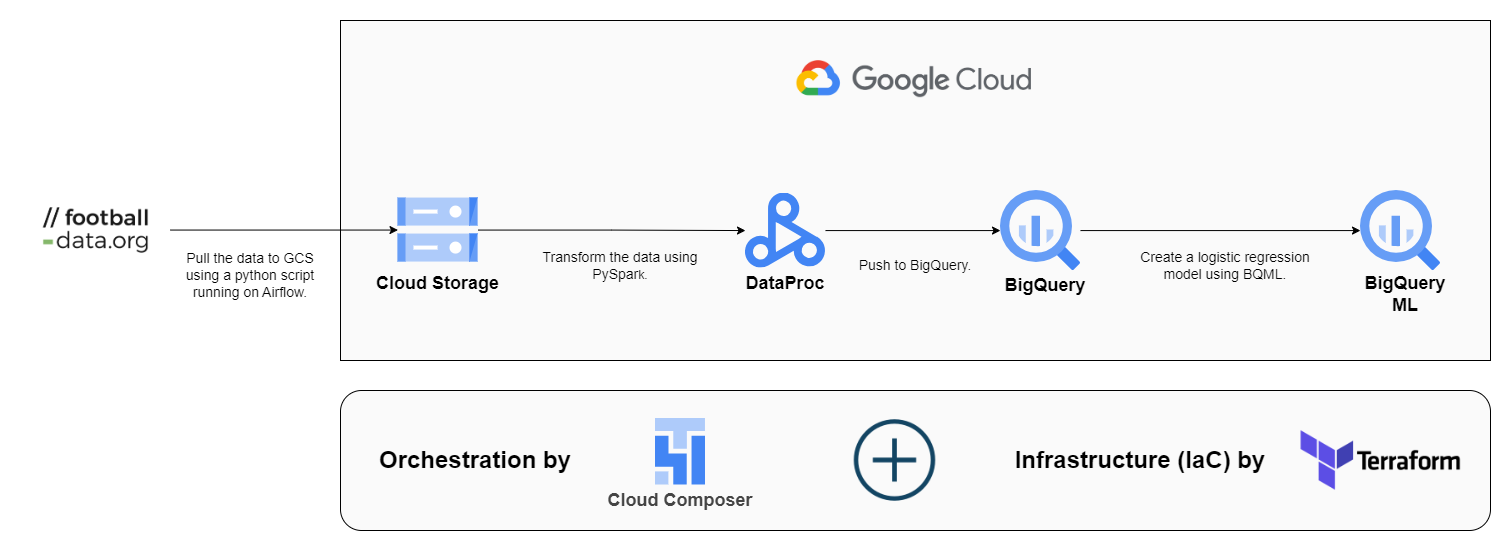 Google Cloud
// football
-data.org
Pull the data to GCS
using a python script
running on Airflow.
Cloud Storage
Transform the data using
PySpark.
DataProc
Push to BigQuery.
BigQuery
Create a logistic regression
model using BQML.
BigQuery
ML
Orchestration by
Cloud Composer
Infrastructure (IaC) by
Terraform